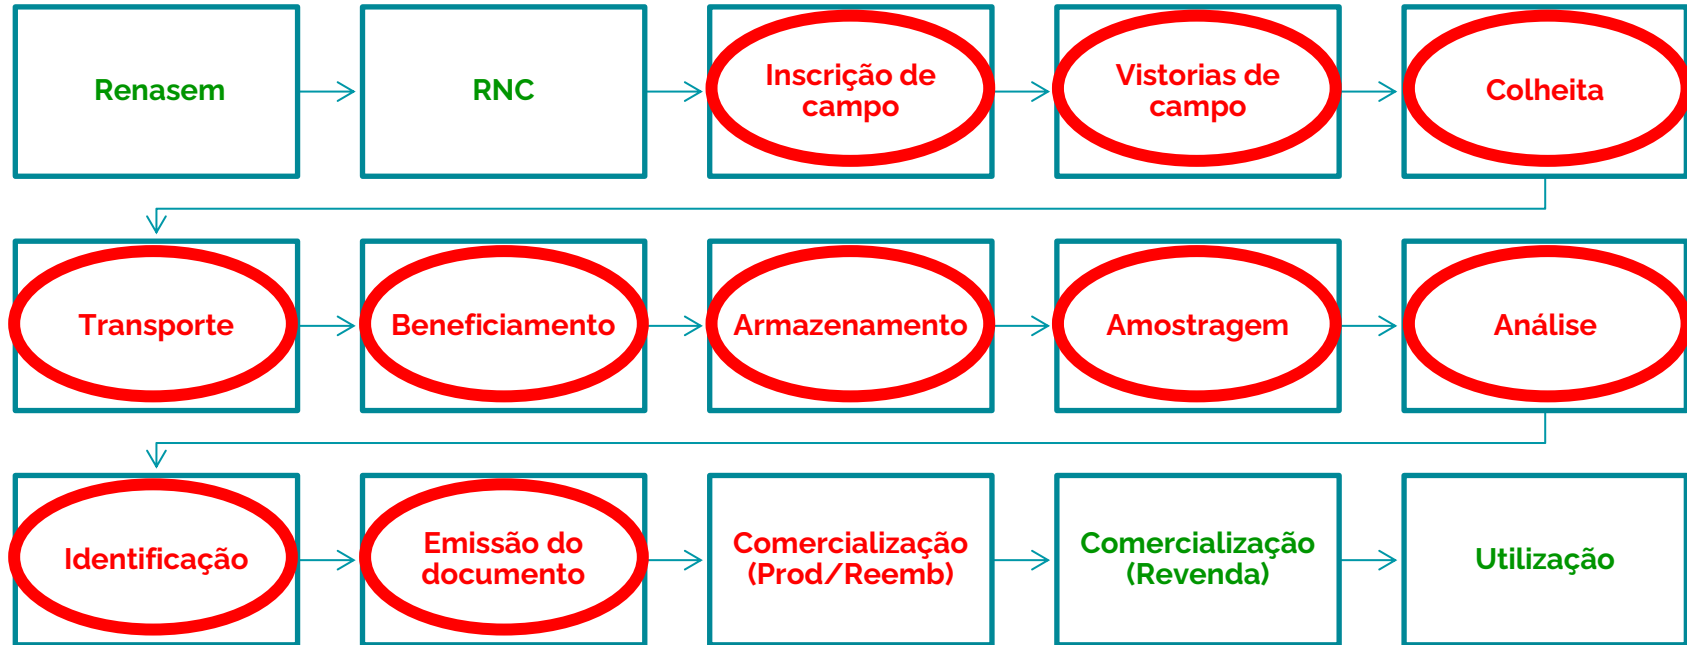 Renasem
RNC
Inscrição de
campo
Vistorias de
campo
Colheita
Transporte
Beneficiamento
Armazenamento
Amostragem
Análise
Identificação
Emissão do
documento
Comercialização
(Prod/Reemb)
Comercialização
(Revenda)
Utilização